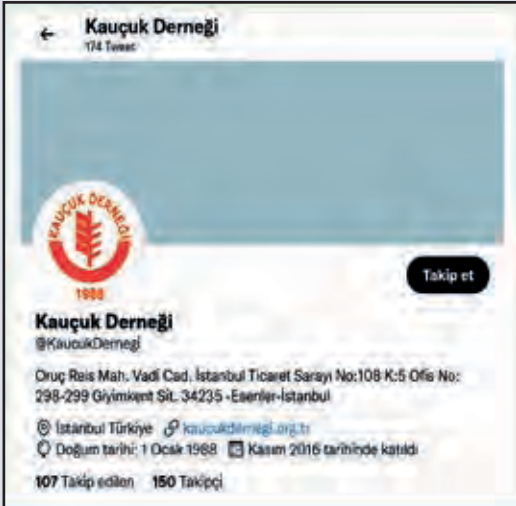 Kauçuk Derneği
174 Tweet
KAUÇUK DERNEĞİ
1988
Takip et
Kauçuk Derneği
@KaucukDernegi
Oruç Reis Mah. Vadi Cad. İstanbul Ticaret Sarayı No:108 K:5 Ofis No:
298-299 Giyimkent Sit. 34235 -Esenler-İstanbul
İstanbul Türkiye kaucukdernegi.org.tr
Doğum tarihi: 1 Ocak 1988 Kasım 2016 tarihinde katıldı
107 Takip edilen 150 Takipçi